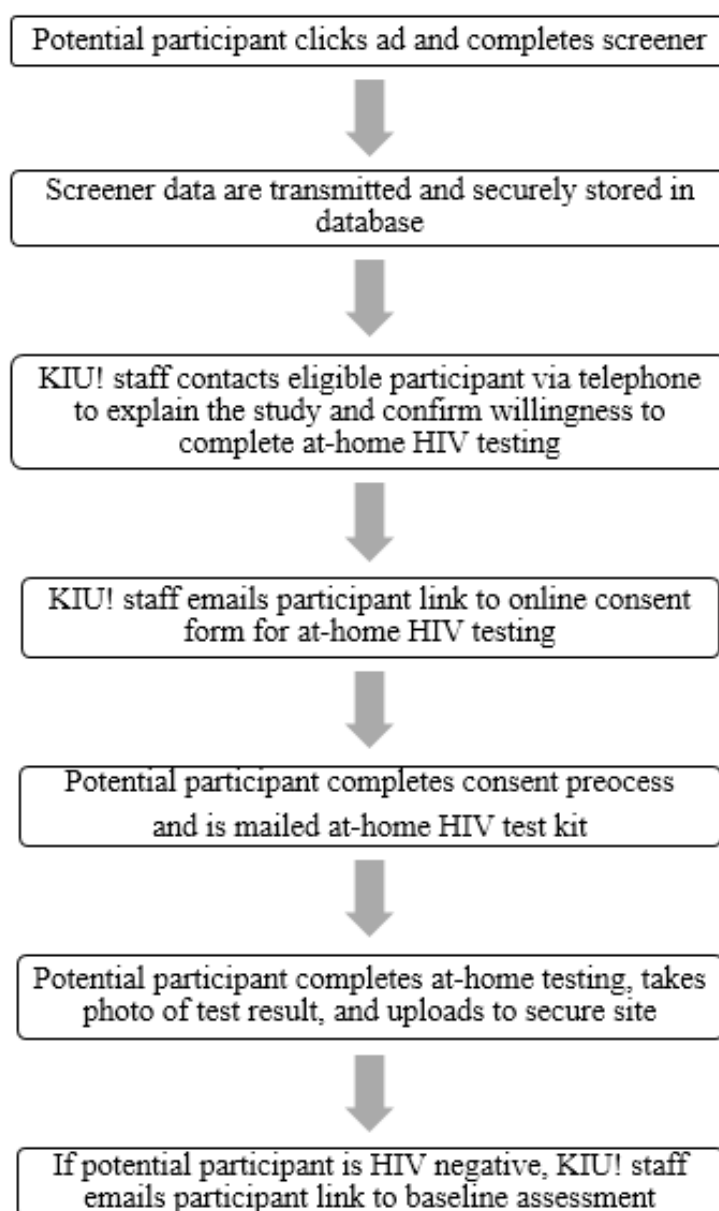 Potential participant clicks ad and completes screener
Screener data are transmitted and securely stored in
database
KIU! staff contacts eligible participant via telephone
to explain the study and confirm willingness to
complete at-home HIV testing
KIU! staff emails participant link to online consent
form for at-home HIV testing
Potential participant completes consent preocess
and is mailed at-home HIV test kit
Potential participant completes at-home testing, takes
photo of test result, and uploads to secure site
If potential participant is HIV negative, KIU! staff
emails participant link to baseline assessment